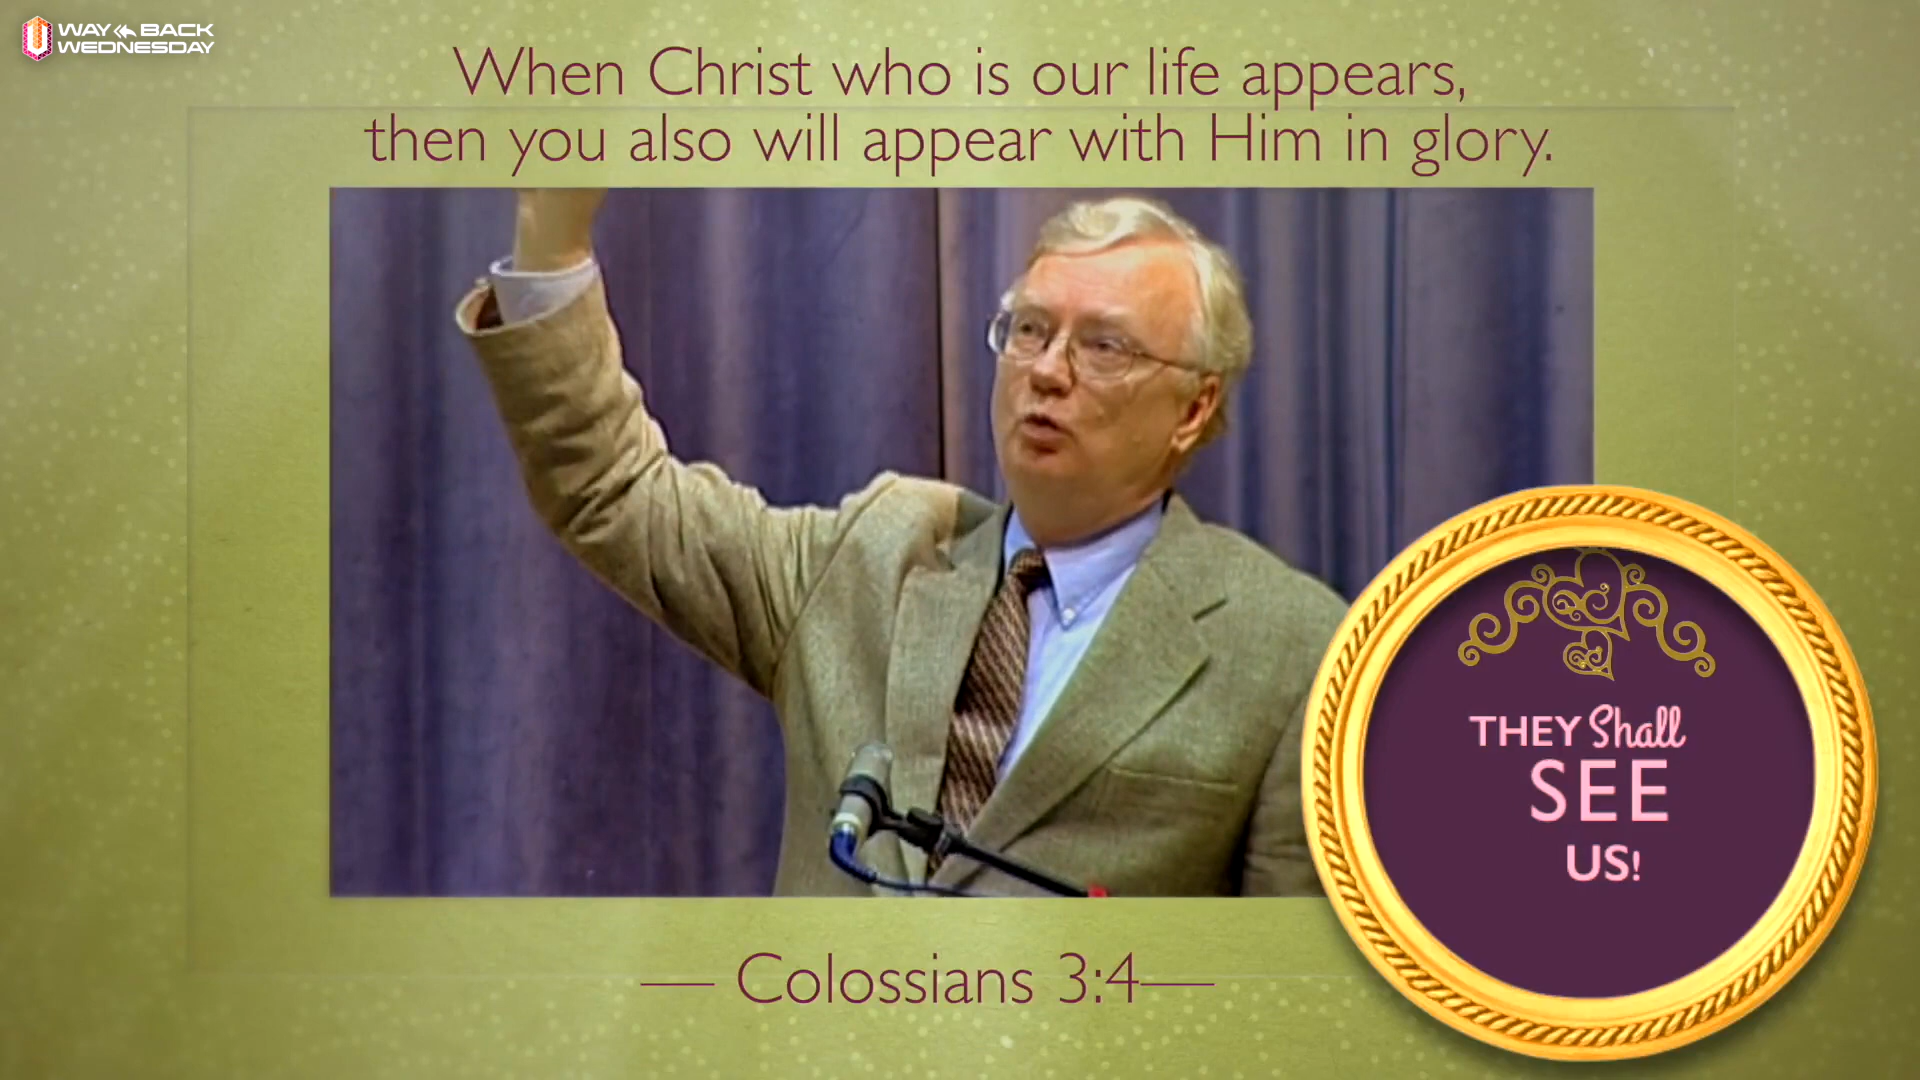 WAY BACK
WEDNESDAY
When Christ who is our life appears,
then you also will appear with Him in glory.
THEY Shall
SEE
US!
— Colossians 3:4—